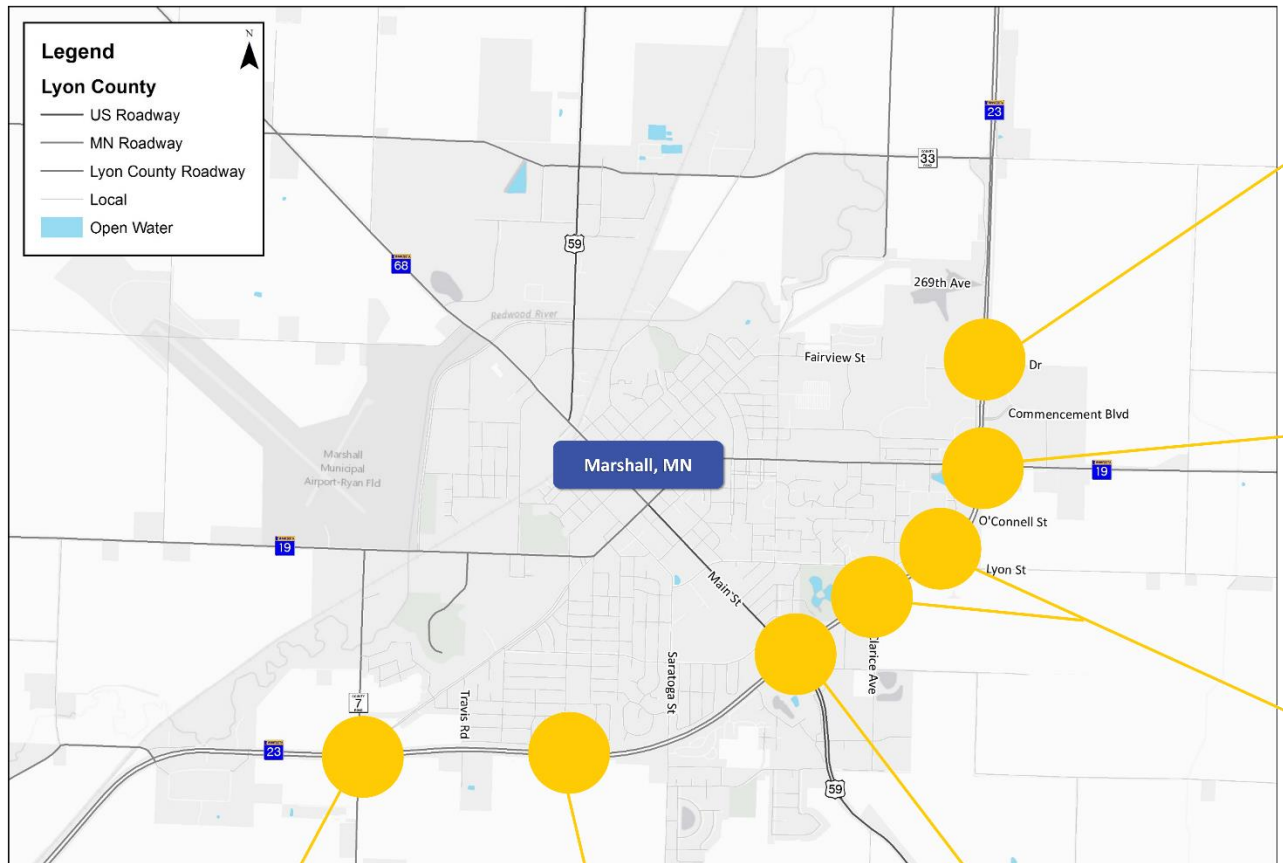 Legend
N
Lyon County
US Roadway
MN Roadway
Lyon County Roadway
Local
Open Water
23
COUNTY
33
59
68
269th Ave
Redwood River
Fairview St
Dr
Commencement Blvd
Marshall, MN
Marshall
Municipal
Airport-Ryan Fld
19
O'Connell St
19
Lyon St
Main St
Clarice Ave
Saratoga St
Travis Rd
COUNTY
7
23
59